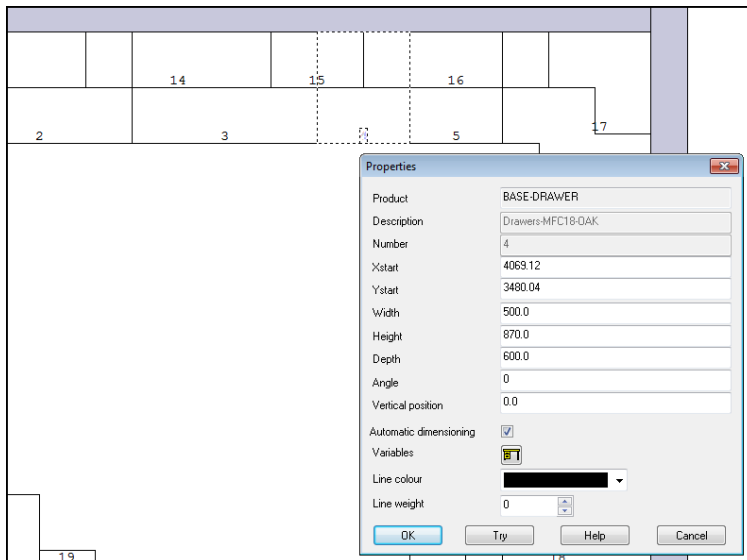 14
15
16
17
2
3
4
5
Properties
Product BASE-DRAWER
Description Drawers-MFC18-OAK
Number 4
Xstart 4069.12
Ystart 3480.04
Width 500.0
Height 870.0
Depth 600.0
Angle 0
Vertical position 0.0
Automatic dimensioning
Variables
Line colour
Line weight 0
OK Try Help Cancel
19
8